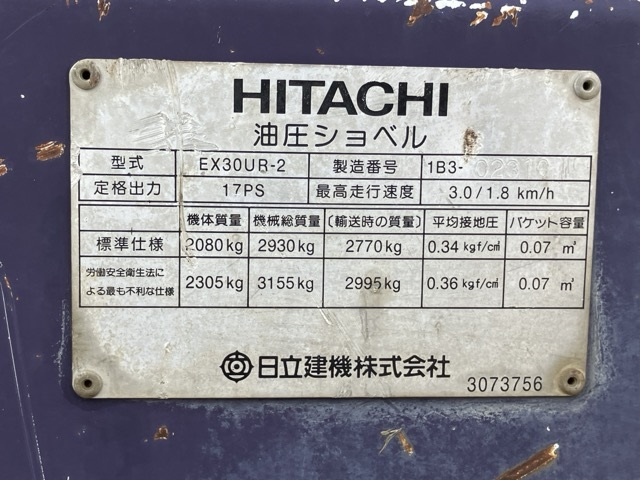 HITACHI
油圧ショベル
型式 EX30UR-2 製造番号 1B3-
定格出力 17PS 最高走行速度 3.0/1.8 km/h
機体質量 機械総質量 (輸送時の質量) 平均接地圧 バケット容量
標準仕様 2080kg 2930kg 2770kg 0.34 kgf/c㎡ 0.07 ㎥
労働安全衛生法に
よる最も不利な仕様 2305kg 3155kg 2995kg 0.36 kgf/c㎡ 0.07 ㎥
日立建機株式会社
3073756